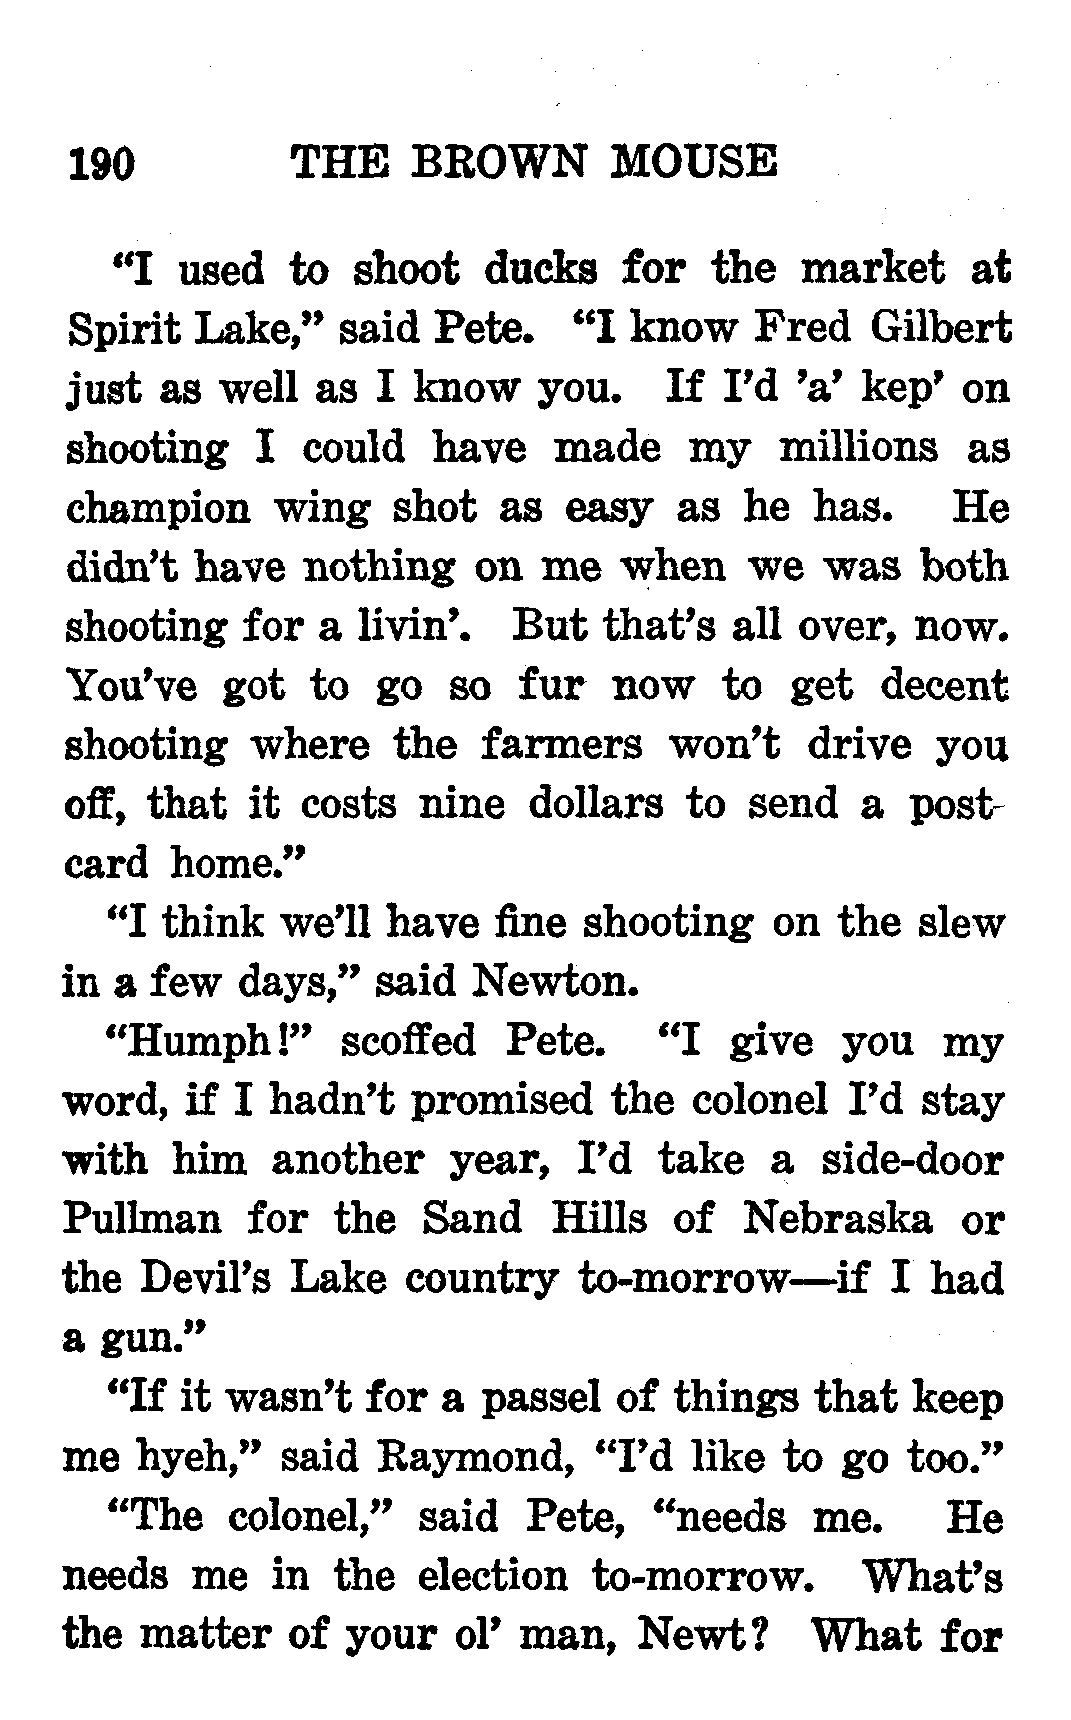 190 THE BROWN MOUSE
“I used to shoot ducks for the market at
Spirit Lake,” said Pete. “I know Fred Gilbert
just as well as I know you. If I’d ’a’ kep’ on
shooting I could have made my millions as
champion wing shot as easy as he has. He
didn’t have nothing on me when we was both
shooting for a livin’. But that’s all over, now.
You’ve got to go so fur now to get decent
shooting where the farmers won’t drive you
off, that it costs nine dollars to send a post-
card home.”
“I think we’ll have fine shooting on the slew
in a few days,” said Newton.
“Humph!” scoffed Pete. “I give you my
word, if I hadn’t promised the colonel I’d stay
with him another year, I’d take a side-door
Pullman for the Sand Hills of Nebraska or
the Devil’s Lake country to-morrow—if I had
a gun.”
“If it wasn’t for a passel of things that keep
me hyeh,” said Raymond, “I’d like to go too.”
“The colonel,” said Pete, “needs me. He
needs me in the election to-morrow. What’s
the matter of your ol’ man, Newt? What for